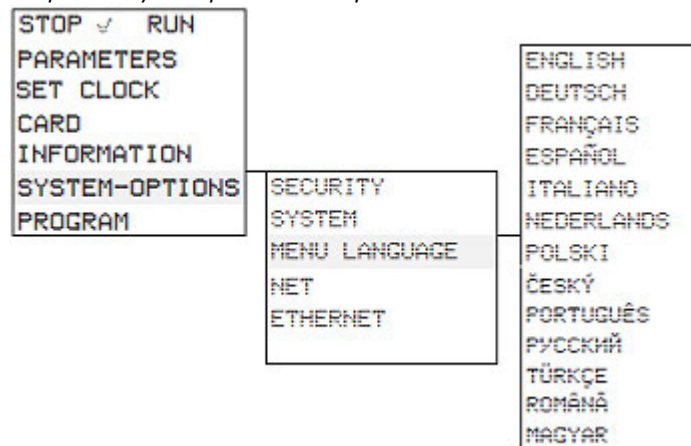 STOP √ RUN
PARAMETERS
SET CLOCK
CARD
INFORMATION
SYSTEM-OPTIONS
PROGRAM
SECURITY
SYSTEM
MENU LANGUAGE
NET
ETHERNET
ENGLISH
DEUTSCH
FRANÇAIS
ESPAÑOL
ITALIANO
NEDERLANDS
POLSKI
ČESKÝ
PORTUGUÊS
РУССКИЙ
TÜRKÇE
ROMÂNĂ
MAGYAR